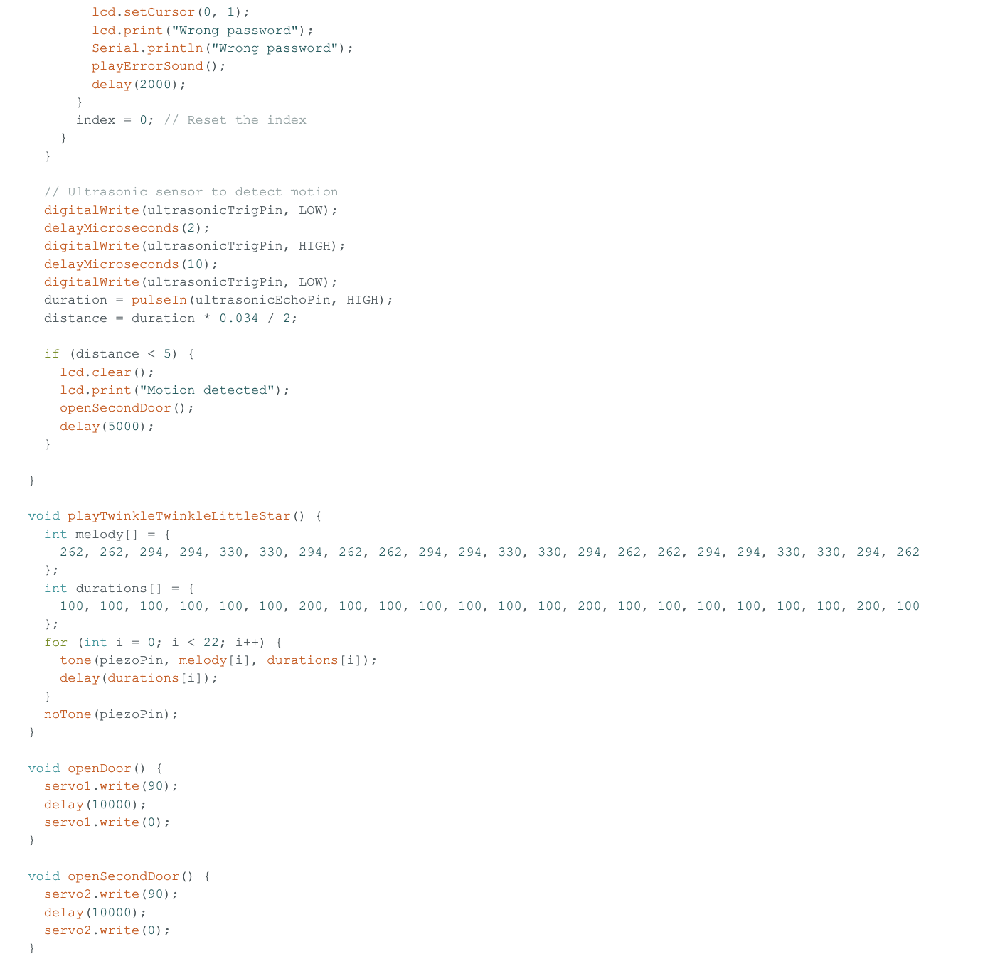 lcd.setCursor(0, 1);
        lcd.print("Wrong password");
        Serial.println("Wrong password");
        playErrorSound();
        delay(2000);
      }
      index = 0; // Reset the index
    }
  }

  // Ultrasonic sensor to detect motion
  digitalWrite(ultrasonicTrigPin, LOW);
  delayMicroseconds(2);
  digitalWrite(ultrasonicTrigPin, HIGH);
  delayMicroseconds(10);
  digitalWrite(ultrasonicTrigPin, LOW);
  duration = pulseIn(ultrasonicEchoPin, HIGH);
  distance = duration * 0.034 / 2;

  if (distance < 5) {
    lcd.clear();
    lcd.print("Motion detected");
    openSecondDoor();
    delay(5000);
  }

}

void playTwinkleTwinkleLittleStar() {
  int melody[] = {
    262, 262, 294, 294, 330, 330, 294, 262, 262, 294, 294, 330, 330, 294, 262, 262, 294, 294, 330, 330, 294, 262
  };
  int durations[] = {
    100, 100, 100, 100, 100, 100, 200, 100, 100, 100, 100, 100, 100, 200, 100, 100, 100, 100, 100, 100, 200, 100
  };
  for (int i = 0; i < 22; i++) {
    tone(piezoPin, melody[i], durations[i]);
    delay(durations[i]);
  }
  noTone(piezoPin);
}

void openDoor() {
  servo1.write(90);
  delay(10000);
  servo1.write(0);
}

void openSecondDoor() {
  servo2.write(90);
  delay(10000);
  servo2.write(0);
}